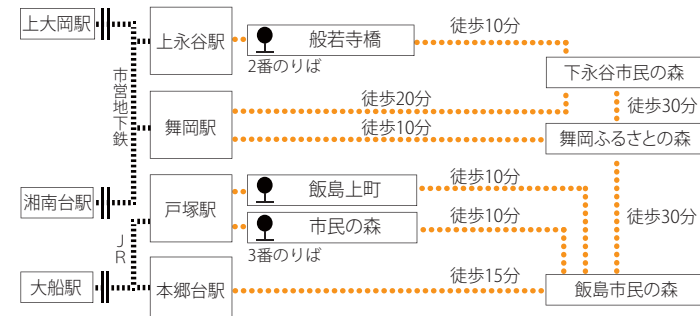 上大岡駅
上永谷駅
般若寺橋
徒歩10分
2番のりば
下永谷市民の森
市営地下鉄
徒歩20分
徒歩30分
舞岡駅
徒歩10分
舞岡ふるさとの森
湘南台駅
戸塚駅
飯島上町
徒歩10分
市民の森
徒歩10分
徒歩30分
3番のりば
JR
大船駅
本郷台駅
徒歩15分
飯島市民の森